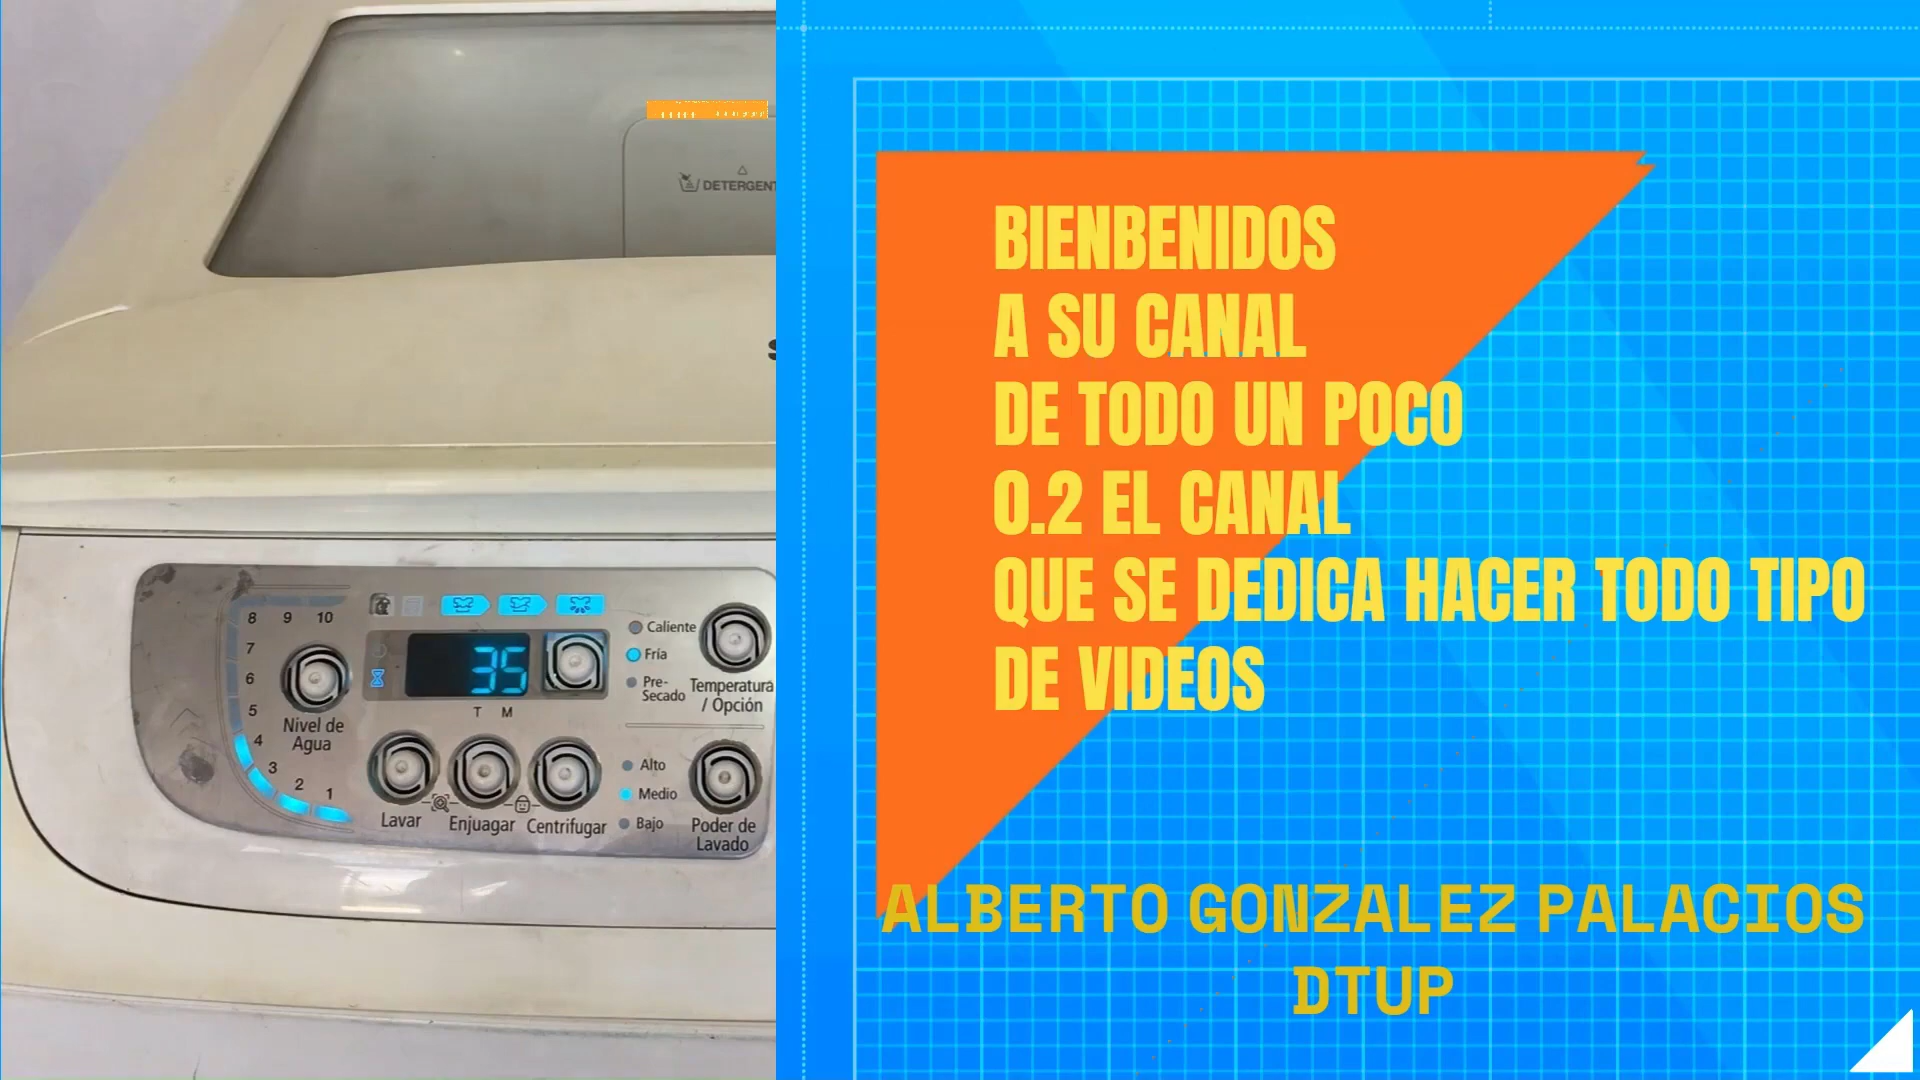 DETERGENT
8 9 10
7
6
5
4
3
2
1
Nivel de
Agua
35
T M
Caliente
Fría
Pre-
Secado
Temperatura
/ Opción
Lavar
Enjuagar
Centrifugar
Alto
Medio
Bajo
Poder de
Lavado
BIENBENIDOS
A SU CANAL
DE TODO UN POCO
0.2 EL CANAL
QUE SE DEDICA HACER TODO TIPO
DE VIDEOS
ALBERTO GONZALEZ PALACIOS
DTUP